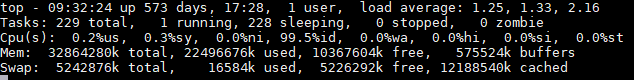 top - 09:32:24 up 573 days, 17:28,  1 user,  load average: 1.25, 1.33, 2.16
Tasks: 229 total,   1 running, 228 sleeping,   0 stopped,   0 zombie
Cpu(s):  0.2%us,  0.3%sy,  0.0%ni, 99.5%id,  0.0%wa,  0.0%hi,  0.0%si,  0.0%st
Mem:  32864280k total, 22496676k used, 10367604k free,   575524k buffers
Swap:  5242876k total,    16584k used,  5226292k free, 12188540k cached